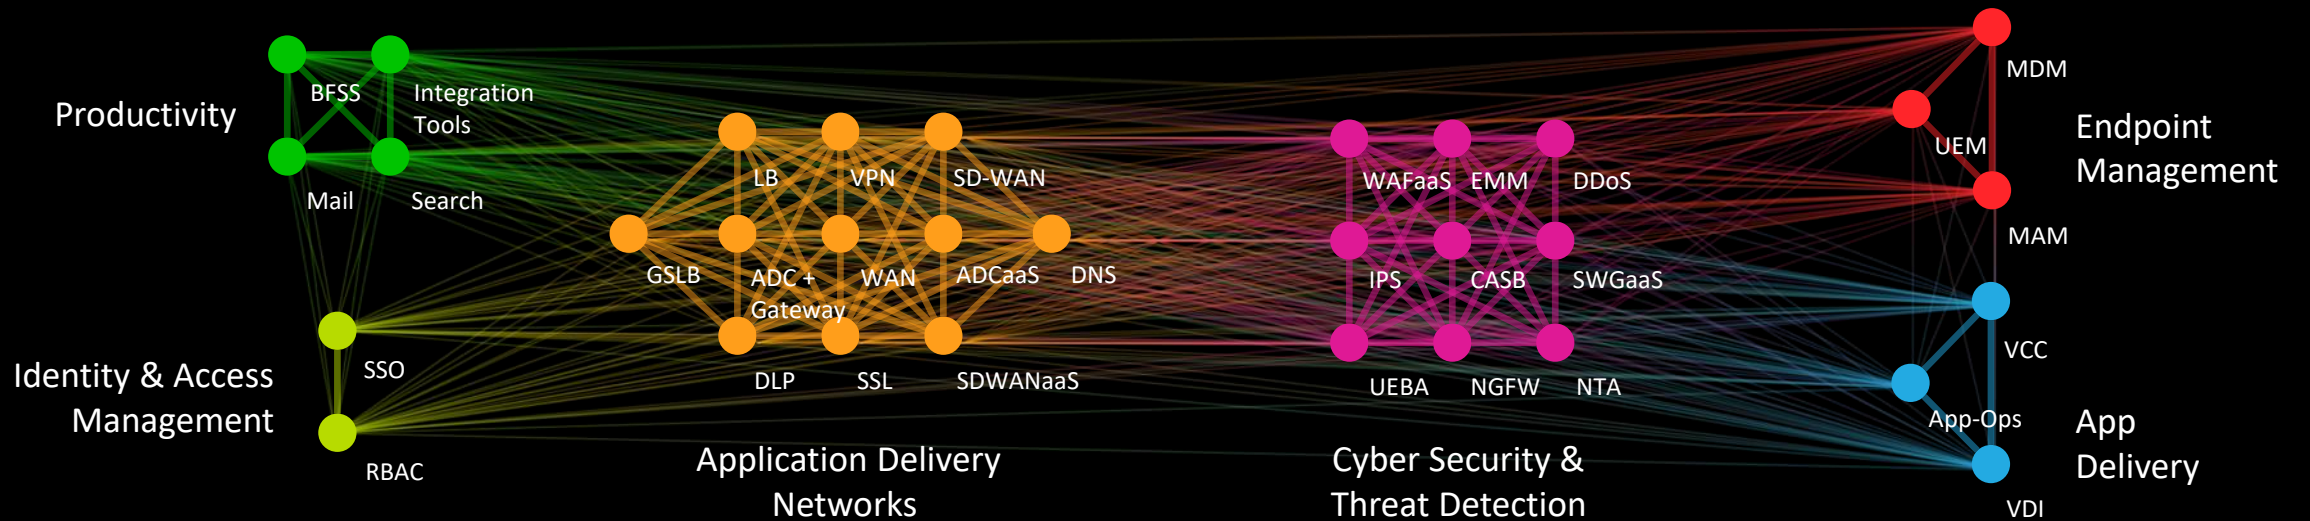 Productivity
BFSS
Integration
Tools
Mail
Search
Identity & Access
Management
SSO
RBAC
LB
VPN
SD-WAN
GSLB
ADC +
Gateway
WAN
ADCaaS
DNS
DLP
SSL
SDWANaaS
Application Delivery
Networks
WAFaaS
EMM
DDoS
IPS
CASB
SWGaaS
UEBA
NGFW
NTA
Cyber Security &
Threat Detection
MDM
UEM
MAM
Endpoint
Management
VCC
App-Ops
VDI
App
Delivery